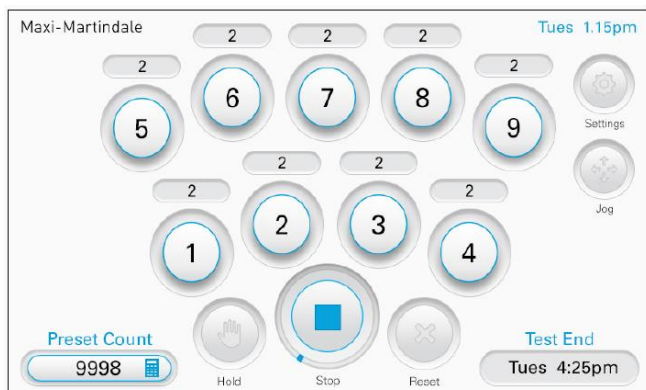 Maxi-Martindale
Tues 1.15pm
2 2 2
2 2
6 7 8
5 9
Settings
2 2
2 2
Jog
2 3
1 4
Preset Count
9998
Hold
Stop
Reset
Test End
Tues 4:25pm